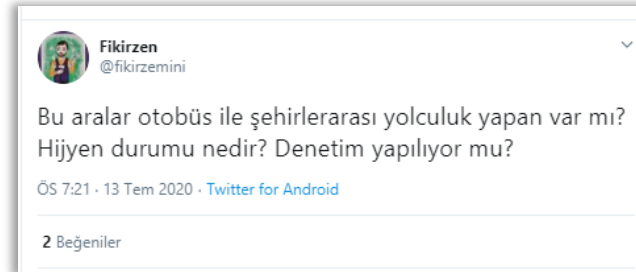 Fikirzen
@fikirzemini
Bu aralar otobüs ile şehirlerarası yolculuk yapan var mı?
Hijyen durumu nedir? Denetim yapılıyor mu?
ÖS 7:21 · 13 Tem 2020 · Twitter for Android
2 Beğeniler